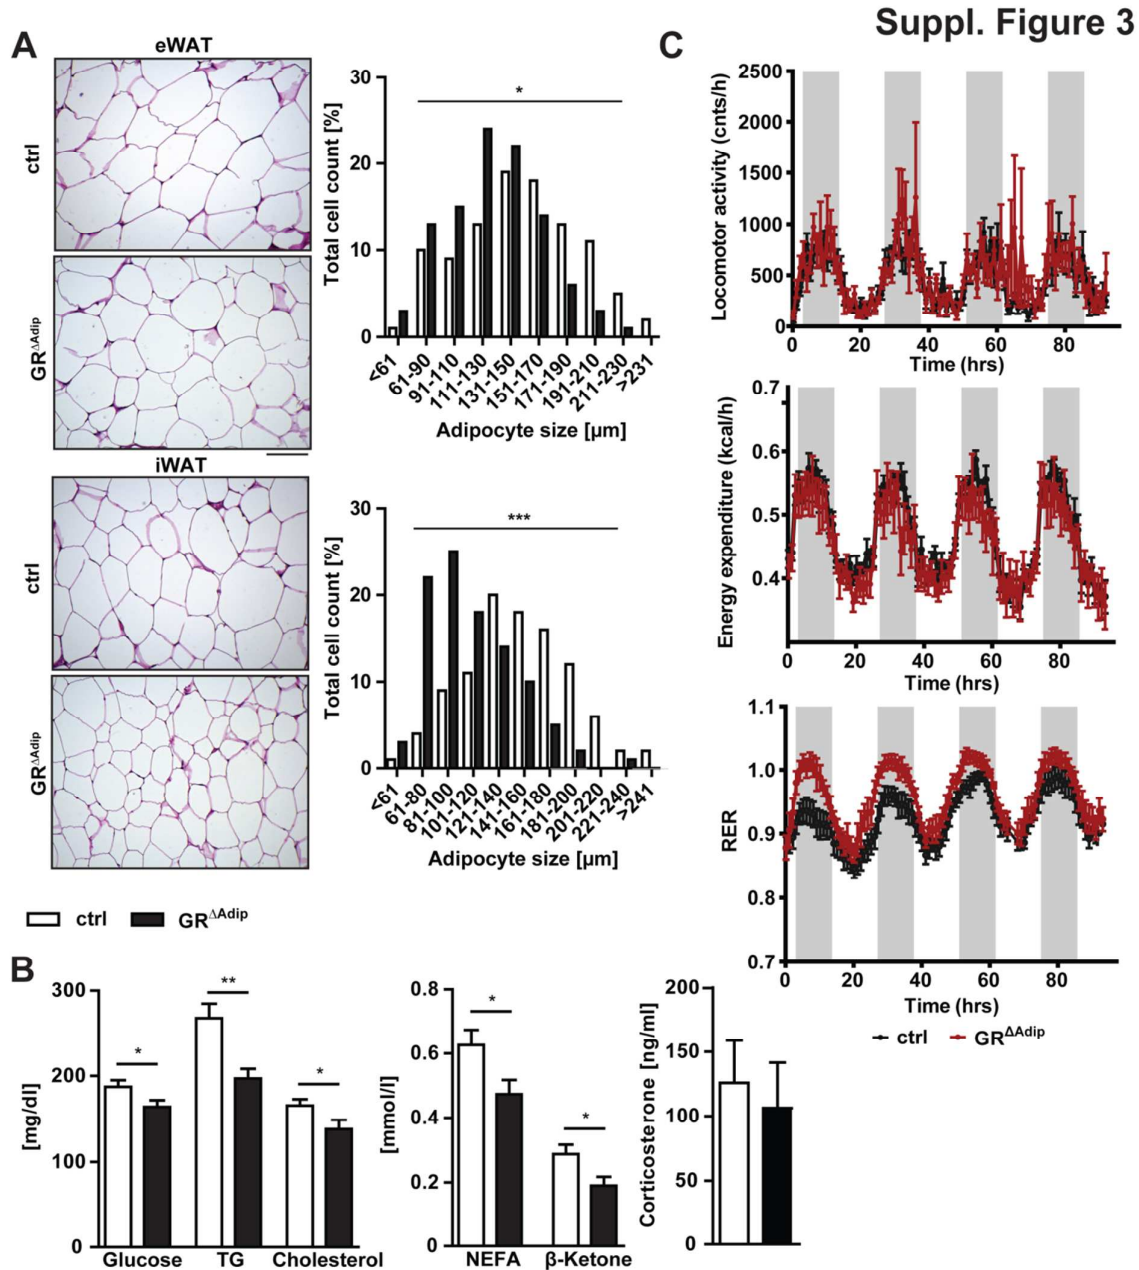 Suppl. Figure 3
A
eWAT
ctrl
GRΔAdip
iWAT
ctrl
GRΔAdip
30
20
10
0
Total cell count [%]
*
<61
61-90
91-110
111-130
131-150
151-170
171-190
191-210
211-230
>231
Adipocyte size [µm]
30
20
10
0
Total cell count [%]
***
<61
61-80
81-100
101-120
121-140
141-160
161-180
181-200
201-220
221-240
>241
Adipocyte size [µm]
ctrl GRΔAdip
B
300
200
100
0
[mg/dl]
*
**
*
Glucose TG Cholesterol
0.8
0.6
0.4
0.2
0
[mmol/l]
*
*
NEFA β-Ketone
200
150
100
50
0
Corticosterone [ng/ml]
C
2500
2000
1500
1000
500
0
Locomotor activity (cnts/h)
0 20 40 60 80
Time (hrs)
0.7
0.6
0.5
0.4
Energy expenditure (kcal/h)
0 20 40 60 80
Time (hrs)
1.1
1.0
0.9
0.8
0.7
RER
0 20 40 60 80
Time (hrs)
ctrl GRΔAdip